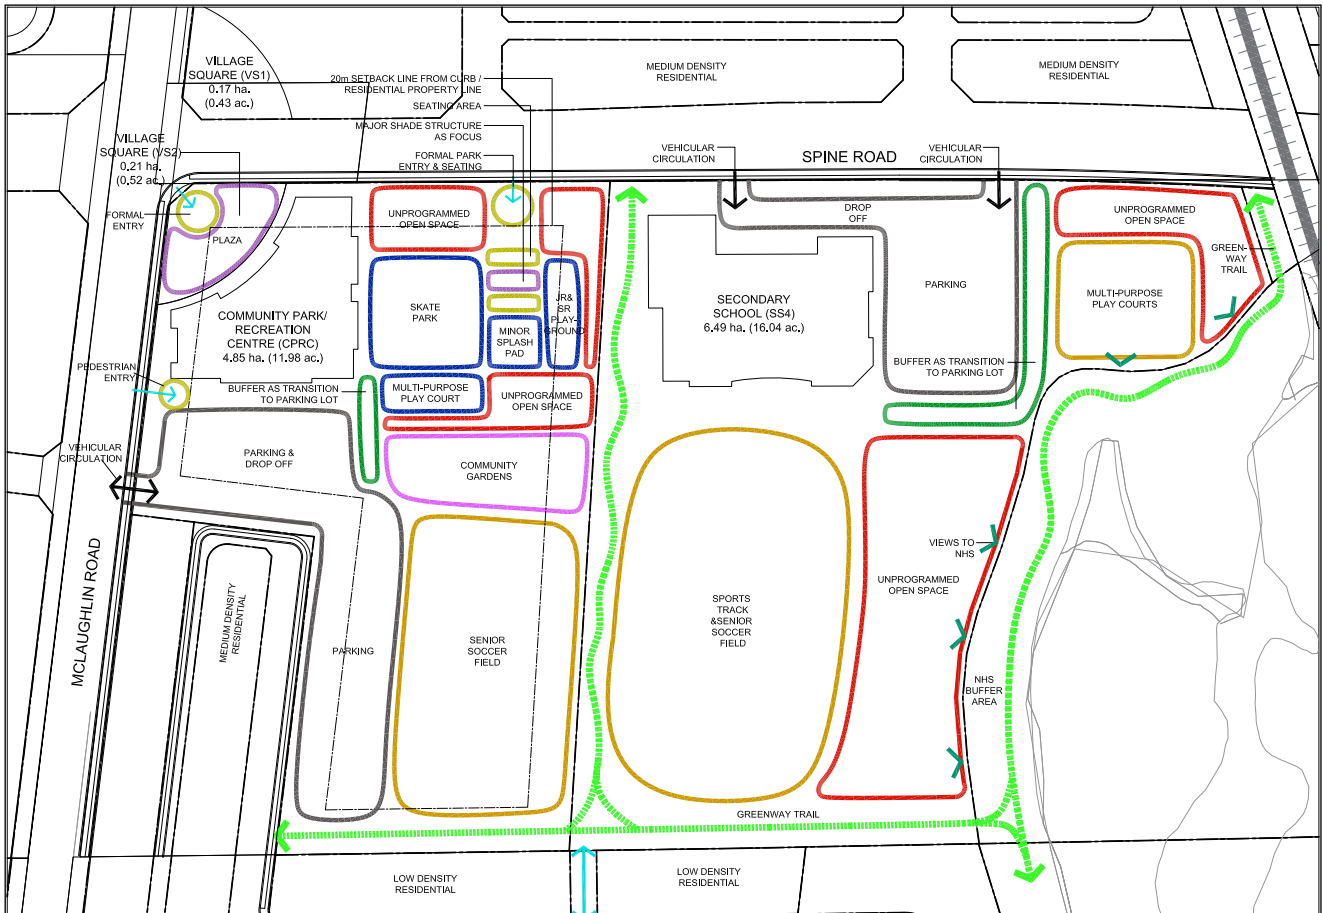 VILLAGE
SQUARE (VS1)
0.17 ha.
(0.43 ac.)
20m SETBACK LINE FROM CURB /
RESIDENTIAL PROPERTY LINE
SEATING AREA
MAJOR SHADE STRUCTURE
AS FOCUS
FORMAL PARK
ENTRY & SEATING
MEDIUM DENSITY
RESIDENTIAL
MEDIUM DENSITY
RESIDENTIAL
VILLAGE
SQUARE (VS2)
0.21 ha.
(0.52 ac.)
VEHICULAR
CIRCULATION
SPINE ROAD
VEHICULAR
CIRCULATION
FORMAL
ENTRY
PLAZA
UNPROGRAMMED
OPEN SPACE
DROP
OFF
UNPROGRAMMED
OPEN SPACE
GREEN-
WAY
TRAIL
COMMUNITY PARK/
RECREATION
CENTRE (CPRC)
4.85 ha. (11.98 ac.)
SKATE
PARK
JR&
SR
PLAY-
GROUND
MINOR
SPLASH
PAD
SECONDARY
SCHOOL (SS4)
6.49 ha. (16.04 ac.)
PARKING
MULTI-PURPOSE
PLAY COURTS
PEDESTRIAN
ENTRY
BUFFER AS TRANSITION
TO PARKING LOT
MULTI-PURPOSE
PLAY COURT
UNPROGRAMMED
OPEN SPACE
BUFFER AS TRANSITION
TO PARKING LOT
VEHICULAR
CIRCULATION
PARKING &
DROP OFF
COMMUNITY
GARDENS
MCLAUGHLIN ROAD
MEDIUM DENSITY
RESIDENTIAL
PARKING
SENIOR
SOCCER
FIELD
SPORTS
TRACK
&SENIOR
SOCCER
FIELD
VIEWS TO
NHS
UNPROGRAMMED
OPEN SPACE
NHS
BUFFER
AREA
GREENWAY TRAIL
LOW DENSITY
RESIDENTIAL
LOW DENSITY
RESIDENTIAL